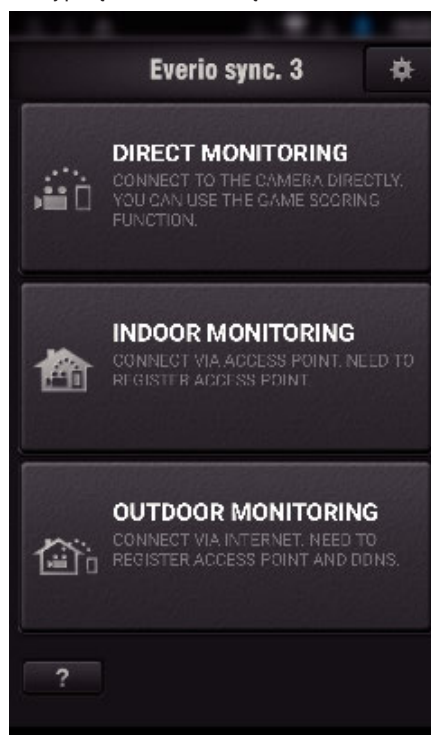 Everio sync. 3
DIRECT MONITORING
CONNECT TO THE CAMERA DIRECTLY.
YOU CAN USE THE GAME SCORING
FUNCTION.
INDOOR MONITORING
CONNECT VIA ACCESS POINT. NEED TO
REGISTER ACCESS POINT.
OUTDOOR MONITORING
CONNECT VIA INTERNET. NEED TO
REGISTER ACCESS POINT AND DDNS.
?